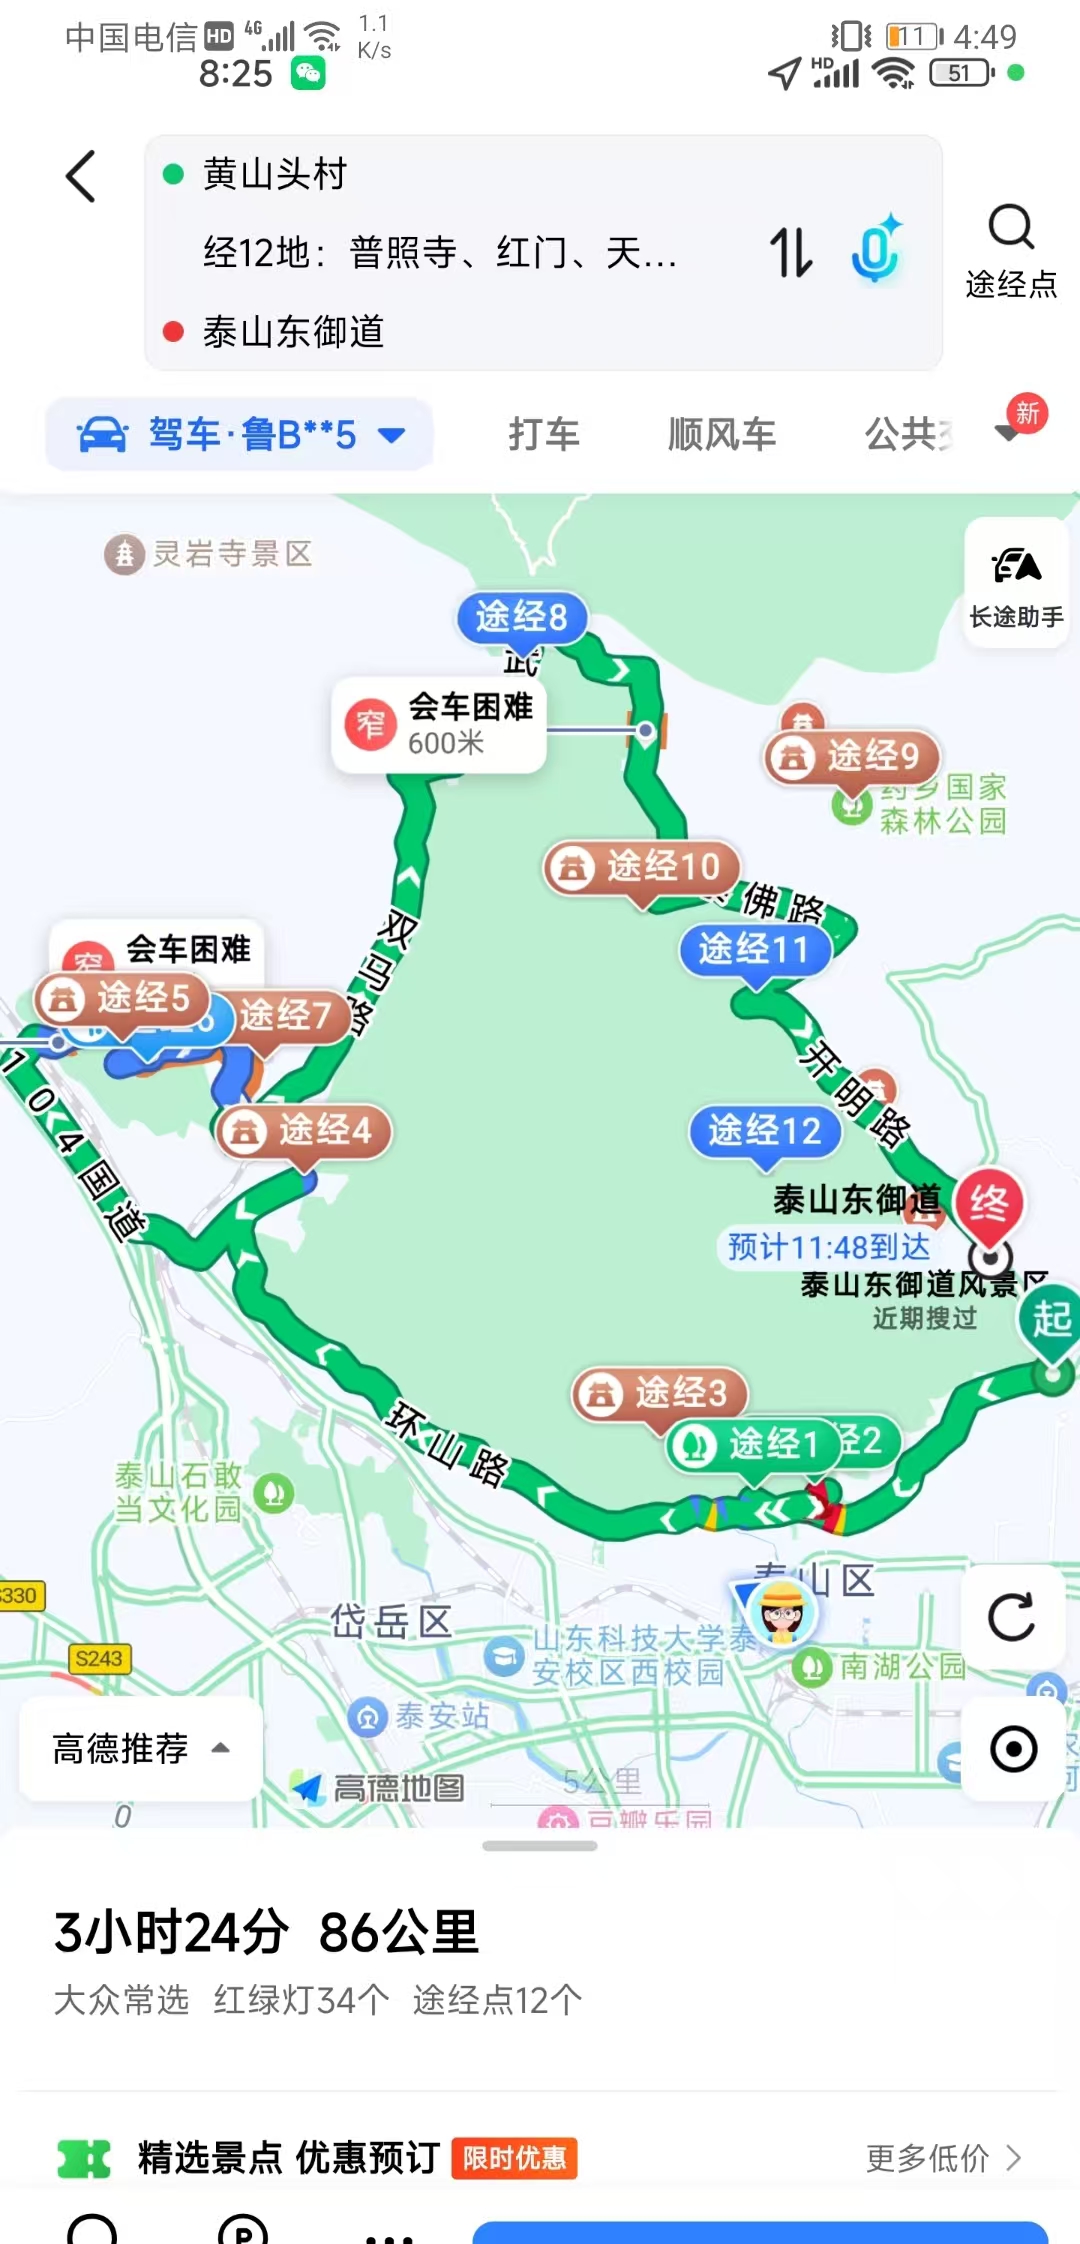 中国电信 HD 4G 1.1 K/s 11 4:49
8:25 HD 51
黄山头村
经12地：普照寺、红门、天...
泰山东御道
途经点
驾车·鲁B**5 打车 顺风车 公共 新
灵岩寺景区
长途助手
途经8
武
窄 会车困难
600米
途经9
药乡国家
森林公园
途经10
佛路
途经11
双马路
窄 会车困难
途经5
途经7
途经4
104国道
开明路
途经12
泰山东御道
终
预计11:48到达
泰山东御道风景区
近期搜过
起
途经3
途经1
经2
环山路
泰山石敢
当文化园
泰山区
S330
岱岳区
S243
山东科技大学泰
安校区西校园
南湖公园
泰安站
高德推荐
高德地图
5公里
0
豆瓣乐园
3小时24分 86公里
大众常选 红绿灯34个 途经点12个
精选景点 优惠预订 限时优惠 更多低价
P